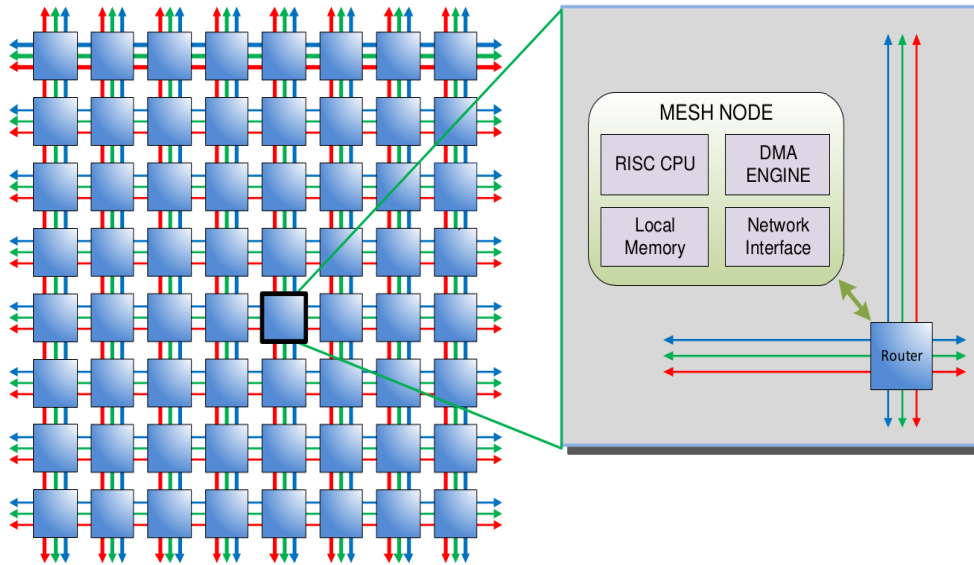 MESH NODE
RISC CPU
DMA
ENGINE
Local
Memory
Network
Interface
Router